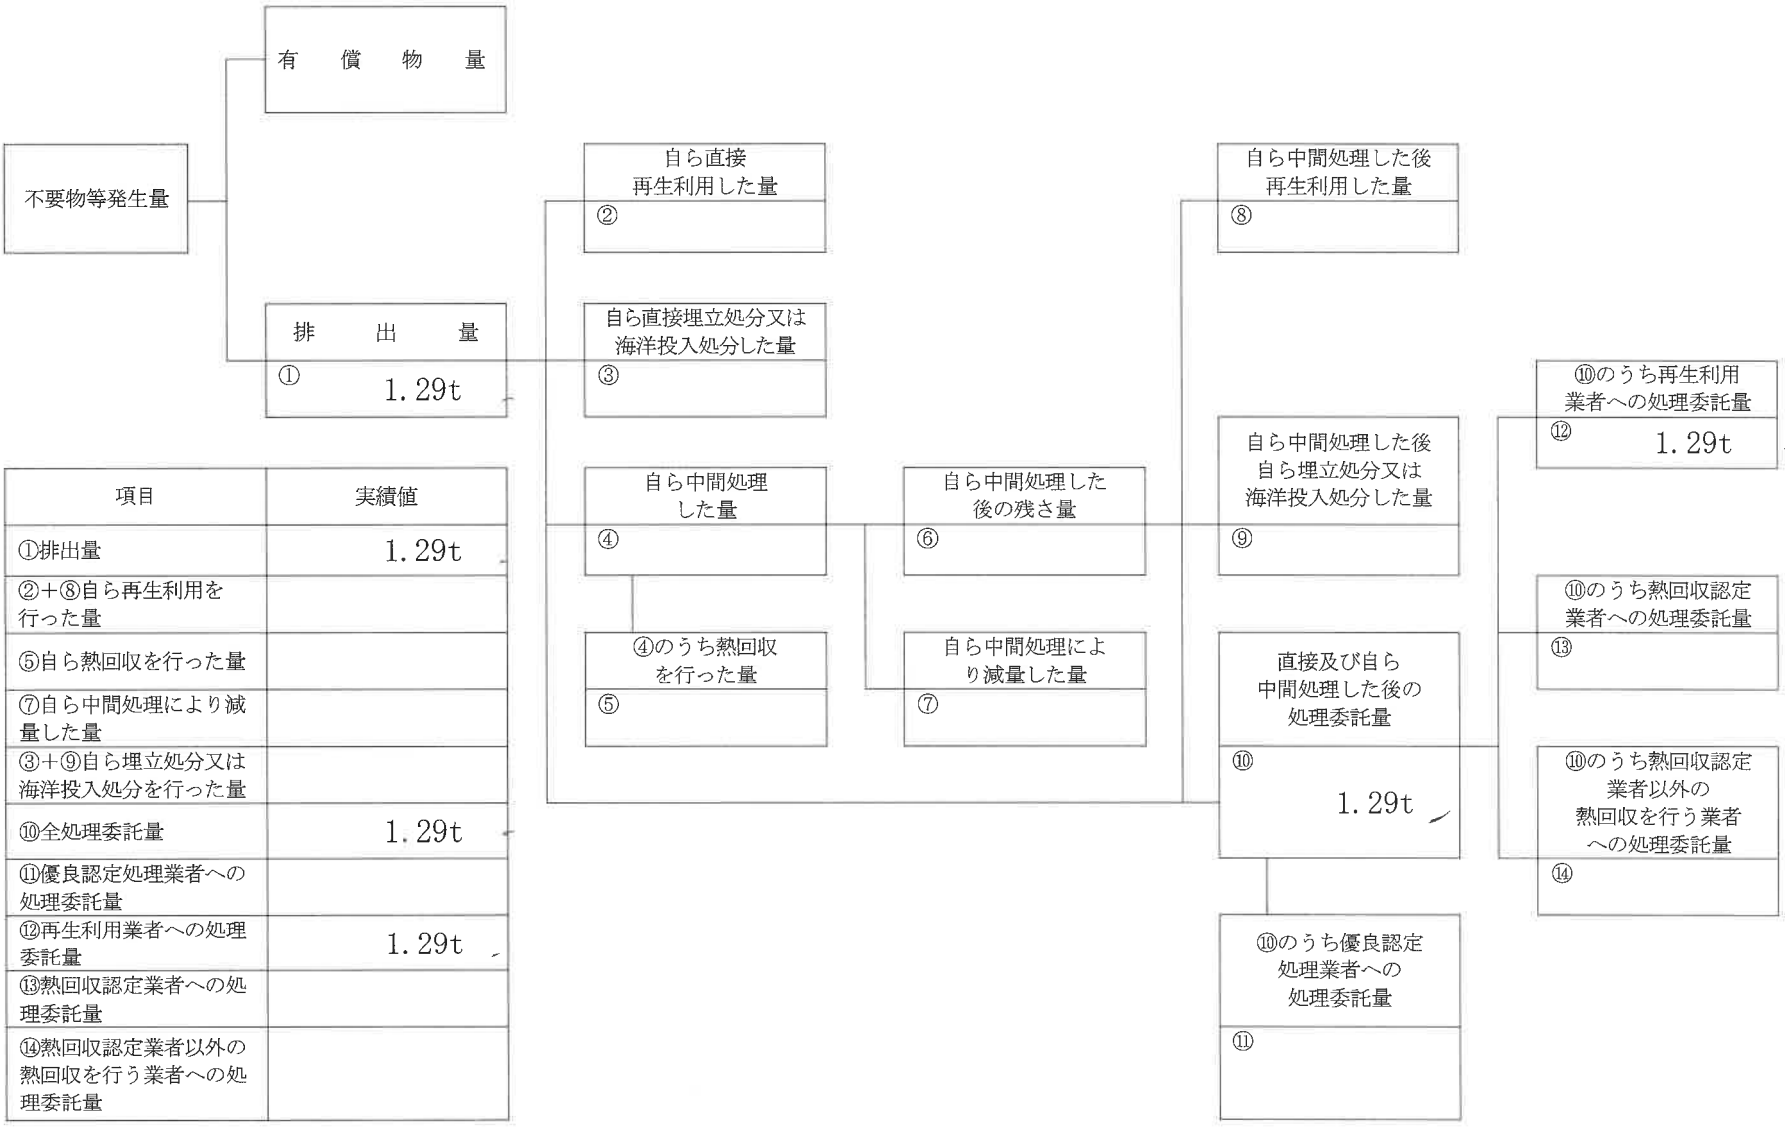 有償物量
不要物等発生量
排出量
① 1.29t
自ら直接
再生利用した量
②
自ら直接埋立処分又は
海洋投入処分した量
③
自ら中間処理
した量
④
④のうち熱回収
を行った量
⑤
自ら中間処理した
後の残さ量
⑥
自ら中間処理によ
り減量した量
⑦
自ら中間処理した後
再生利用した量
⑧
自ら中間処理した後
自ら埋立処分又は
海洋投入処分した量
⑨
直接及び自ら
中間処理した後の
処理委託量
⑩
1.29t
⑩のうち優良認定
処理業者への
処理委託量
⑪
⑩のうち再生利用
業者への処理委託量
⑫ 1.29t
⑩のうち熱回収認定
業者への処理委託量
⑬
⑩のうち熱回収認定
業者以外の
熱回収を行う業者
への処理委託量
⑭
項目 実績値
①排出量 1.29t
②＋⑧自ら再生利用を
行った量
⑤自ら熱回収を行った量
⑦自ら中間処理により減
量した量
③＋⑨自ら埋立処分又は
海洋投入処分を行った量
⑩全処理委託量 1.29t
⑪優良認定処理業者への
処理委託量
⑫再生利用業者への処理
委託量 1.29t
⑬熱回収認定業者への処
理委託量
⑭熱回収認定業者以外の
熱回収を行う業者への処
理委託量